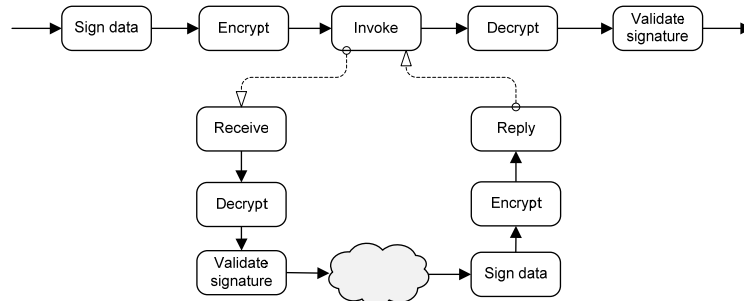 Sign data
Encrypt
Invoke
Decrypt
Validate
signature
Receive
Reply
Decrypt
Encrypt
Validate
signature
Sign data